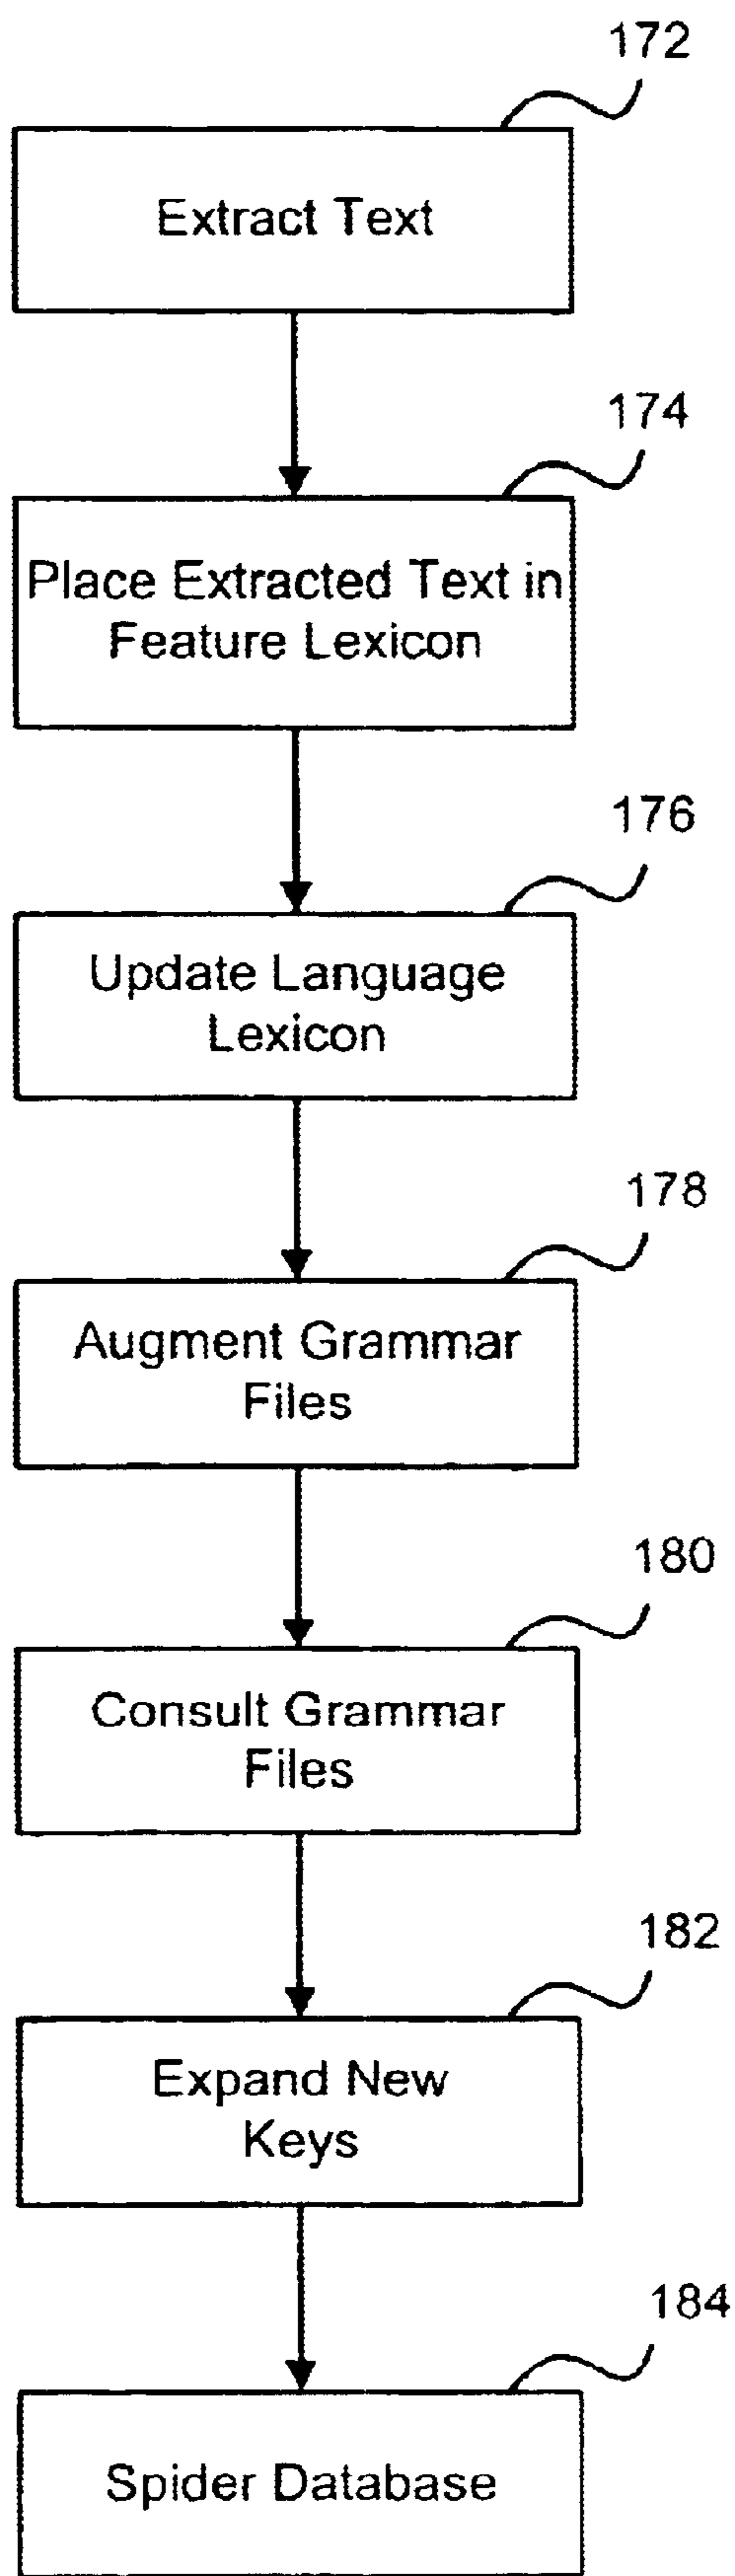 172
Extract Text
174
Place Extracted Text in
Feature Lexicon
176
Update Language
Lexicon
178
Augment Grammar
Files
180
Consult Grammar
Files
182
Expand New
Keys
184
Spider Database